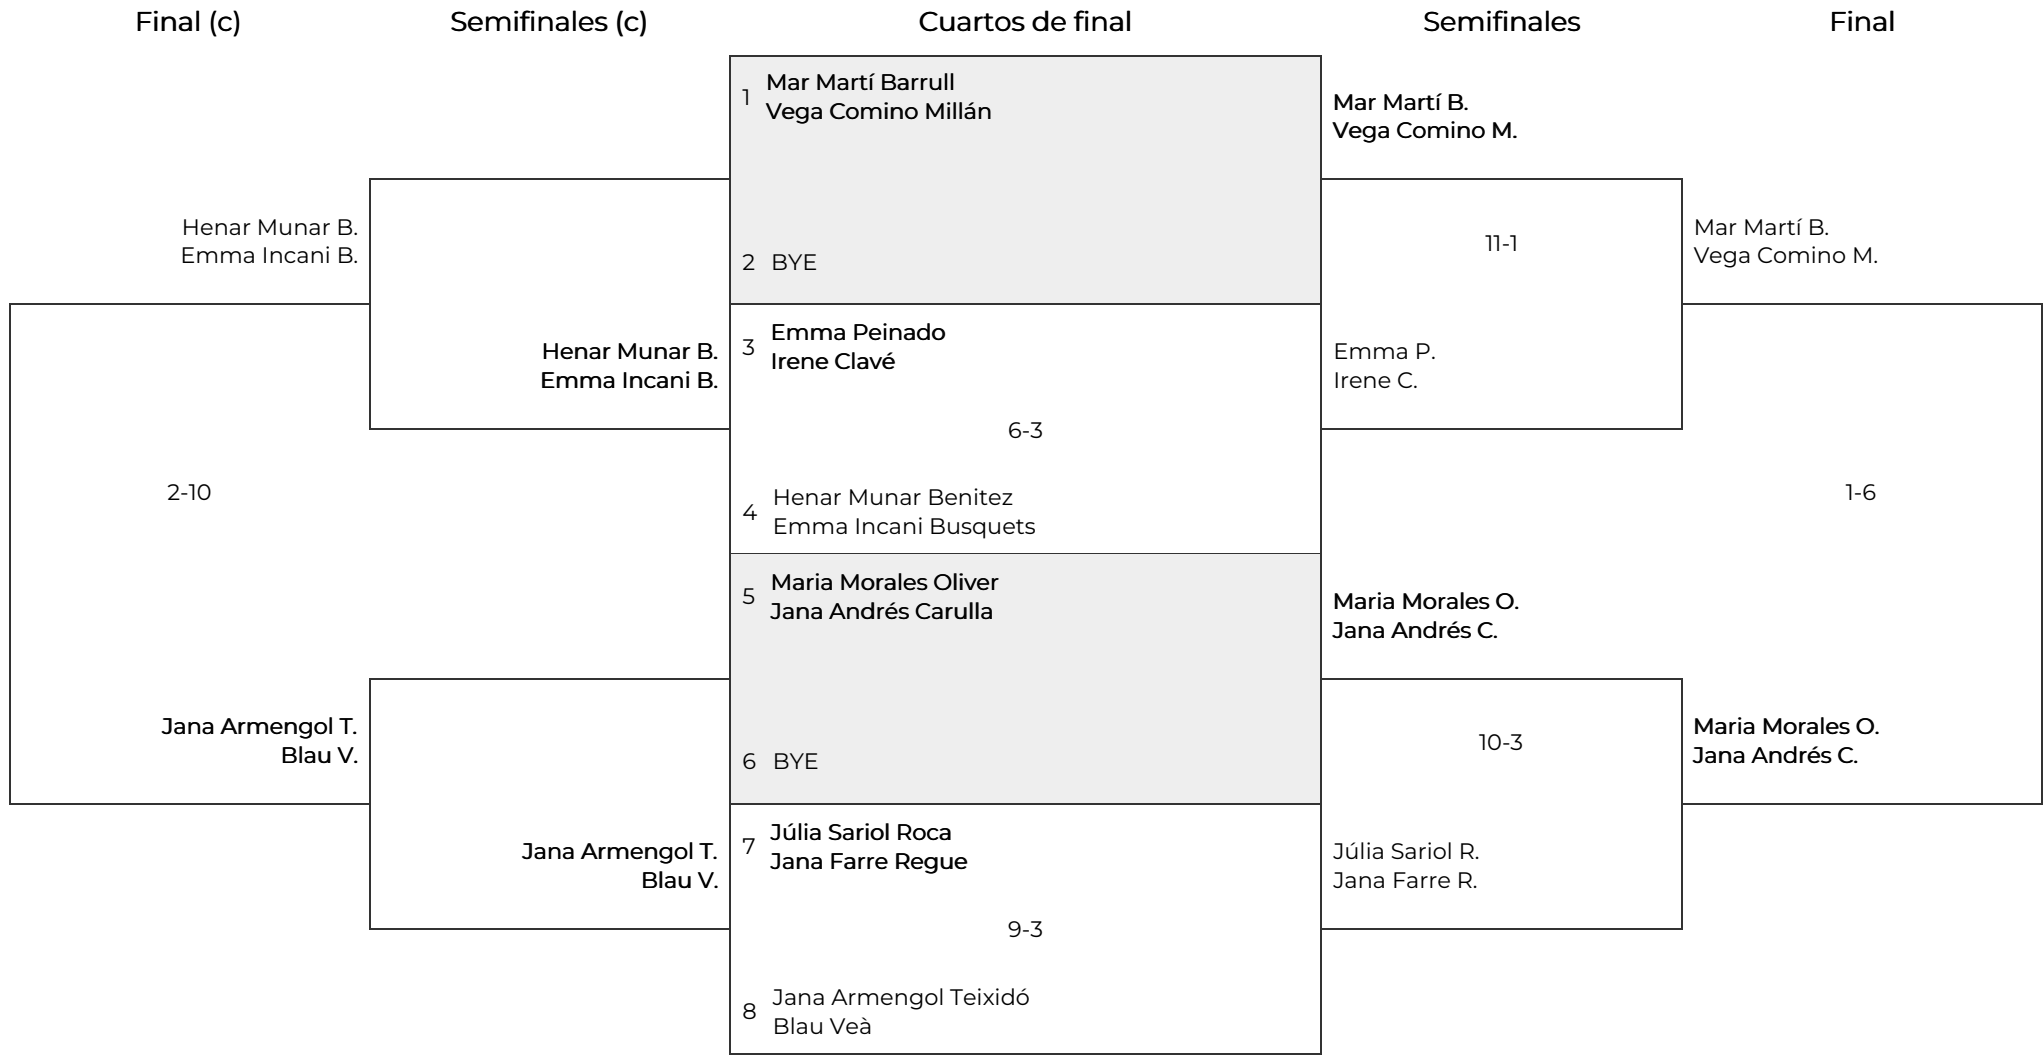 Final (c)
Semifinales (c)
Cuartos de final
Semifinales
Final
Henar Munar B.
Emma Incani B.
2-10
Jana Armengol T.
Blau V.
Henar Munar B.
Emma Incani B.
Jana Armengol T.
Blau V.
1
Mar Martí Barrull
Vega Comino Millán
2 BYE
3
Emma Peinado
Irene Clavé
6-3
4
Henar Munar Benitez
Emma Incani Busquets
5
Maria Morales Oliver
Jana Andrés Carulla
6 BYE
7
Júlia Sariol Roca
Jana Farre Regue
9-3
8
Jana Armengol Teixidó
Blau Veà
Mar Martí B.
Vega Comino M.
11-1
Emma P.
Irene C.
Maria Morales O.
Jana Andrés C.
10-3
Júlia Sariol R.
Jana Farre R.
Mar Martí B.
Vega Comino M.
1-6
Maria Morales O.
Jana Andrés C.